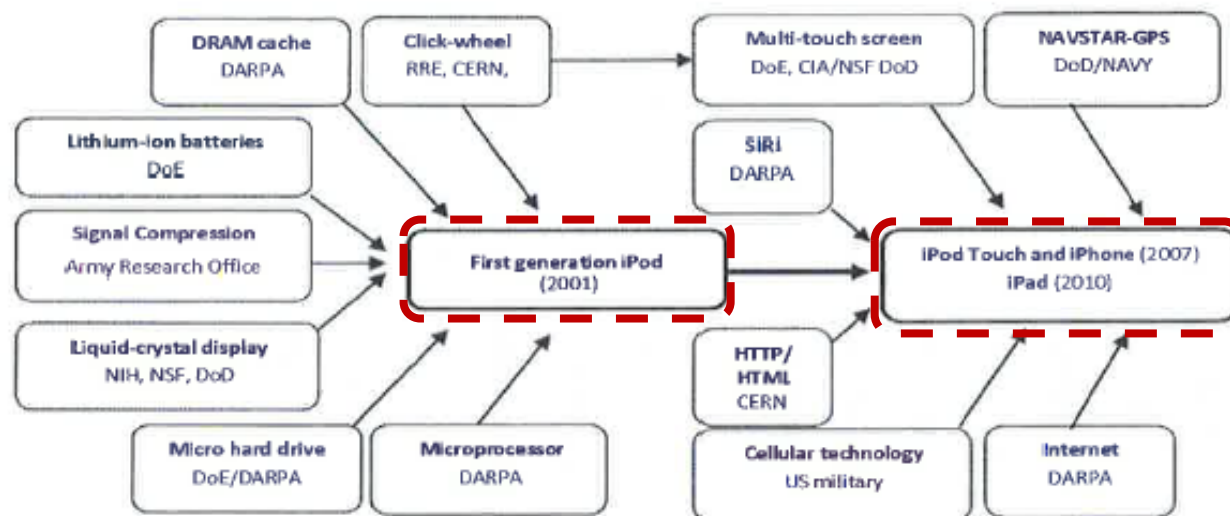 DRAM cache
DARPA
Click-wheel
RRE, CERN,
Multi-touch screen
DoE, CIA/NSF DoD
NAVSTAR-GPS
DoD/NAVY
Lithium-ion batteries
DoE
SiRi
DARPA
Signal Compression
Army Research Office
First generation iPod
(2001)
iPod Touch and iPhone (2007)
iPad (2010)
Liquid-crystal display
NIH, NSF, DoD
HTTP/
HTML
CERN
Micro hard drive
DoE/DARPA
Microprocessor
DARPA
Cellular technology
US military
Internet
DARPA